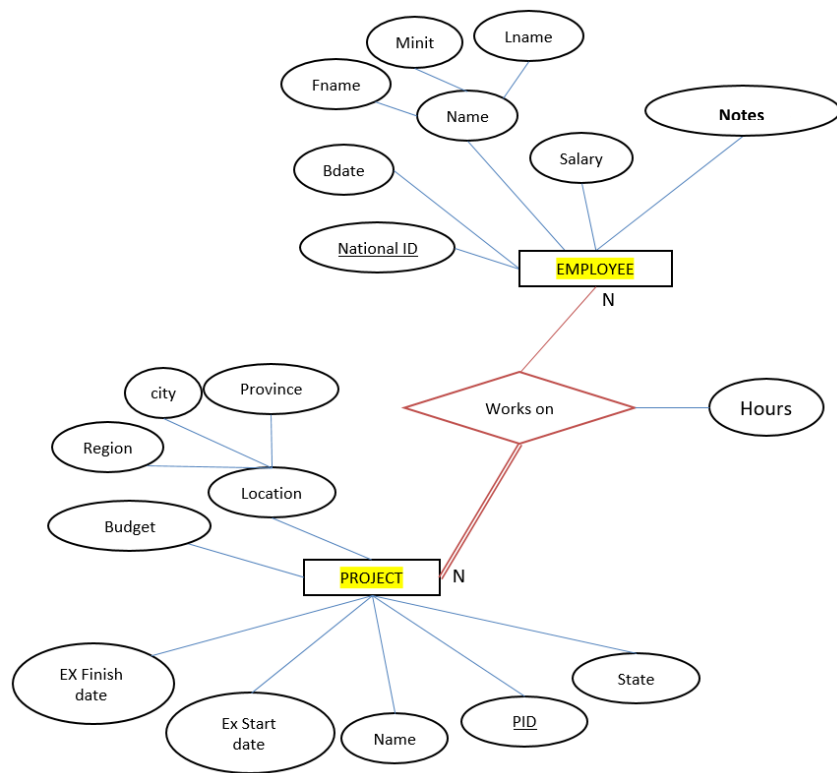 Minit
Lname
Fname
Name
Notes
Salary
Bdate
National ID
EMPLOYEE
N
city
Province
Works on
Hours
Region
Location
Budget
PROJECT
N
EX Finish
date
Ex Start
date
Name
PID
State